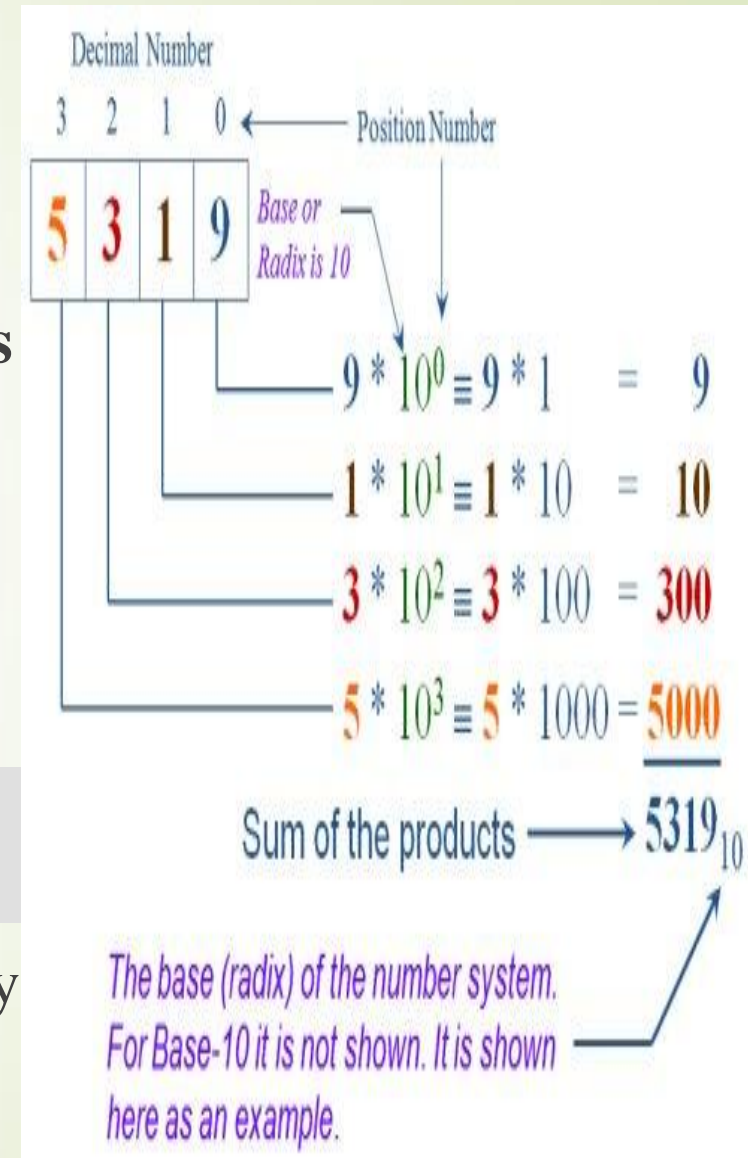 Decimal Number
3 2 1 0
Position Number
5 3 1 9
Base or
Radix is 10
s
9 * 10⁰ ≡ 9 * 1 = 9
1 * 10¹ ≡ 1 * 10 = 10
3 * 10² ≡ 3 * 100 = 300
5 * 10³ ≡ 5 * 1000 = 5000
Sum of the products 5319₁₀
y
The base (radix) of the number system.
For Base-10 it is not shown. It is shown
here as an example.